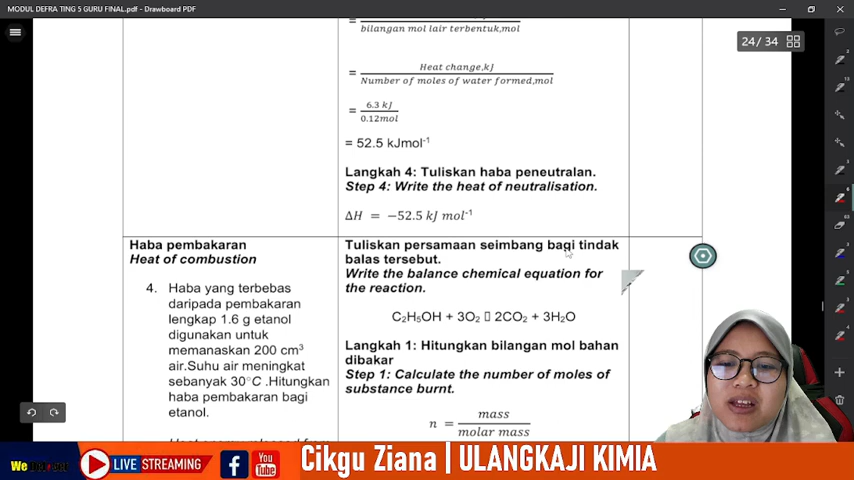 MODUL DEFRA TING 5 GURU FINAL.pdf - Drawboard PDF
24 / 34
bilangan mol lair terbentuk,mol
= Heat change,kJ
Number of moles of water formed,mol
= 6.3 kJ
0.12mol
= 52.5 kJmol⁻¹
Langkah 4: Tuliskan haba peneutralan.
Step 4: Write the heat of neutralisation.
ΔH = −52.5 kJ mol⁻¹
Haba pembakaran
Heat of combustion
4. Haba yang terbebas
daripada pembakaran
lengkap 1.6 g etanol
digunakan untuk
memanaskan 200 cm³
air.Suhu air meningkat
sebanyak 30°C .Hitungkan
haba pembakaran bagi
etanol.
Tuliskan persamaan seimbang bagi tindak
balas tersebut.
Write the balance chemical equation for
the reaction.
C₂H₅OH + 3O₂ ▯ 2CO₂ + 3H₂O
Langkah 1: Hitungkan bilangan mol bahan
dibakar
Step 1: Calculate the number of moles of
substance burnt.
n = mass
molar mass
LIVE STREAMING
You
Tube
Cikgu Ziana | ULANGKAJI KIMIA